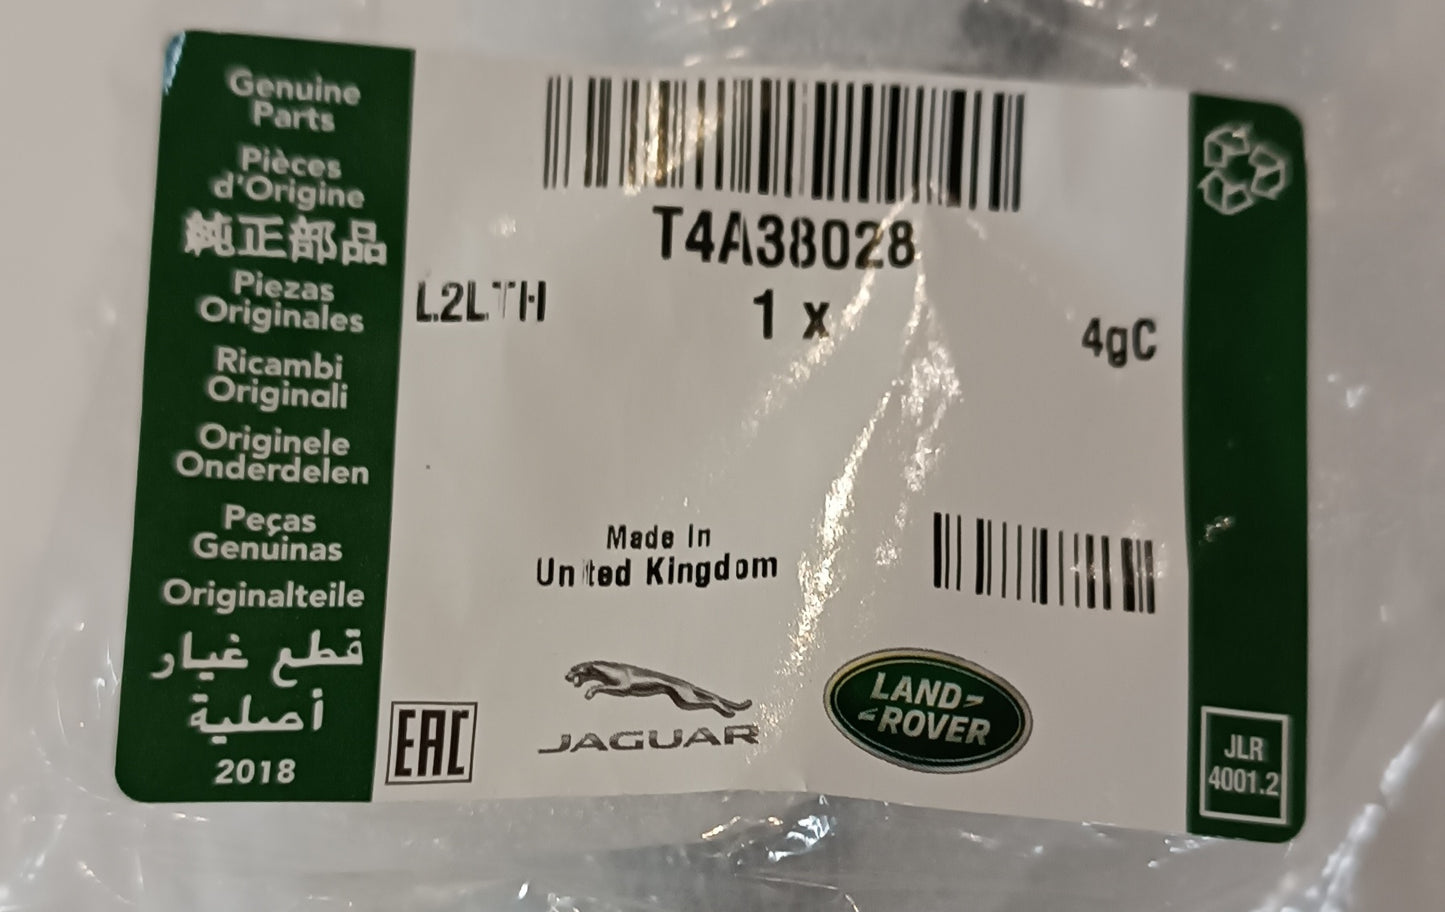 Genuine
Parts
Pièces
d'Origine
純正部品
Piezas
Originales
Ricambi
Originali
Originele
Onderdelen
Peças
Genuinas
Originalteile
قطع غيار
أصلية
2018
T4A38028
L2LTH
1 x
4gC
Made In
United Kingdom
EAC
JAGUAR
LAND-
-ROVER
JLR
4001.2